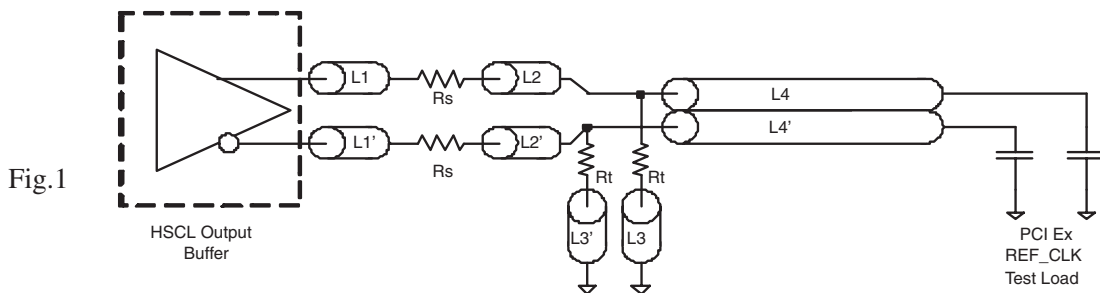 L1
Rs
L2
L4
L1'
Rs
L2'
L4'
Fig.1
Rt
Rt
L3'
L3
HSCL Output
Buffer
PCI Ex
REF_CLK
Test Load